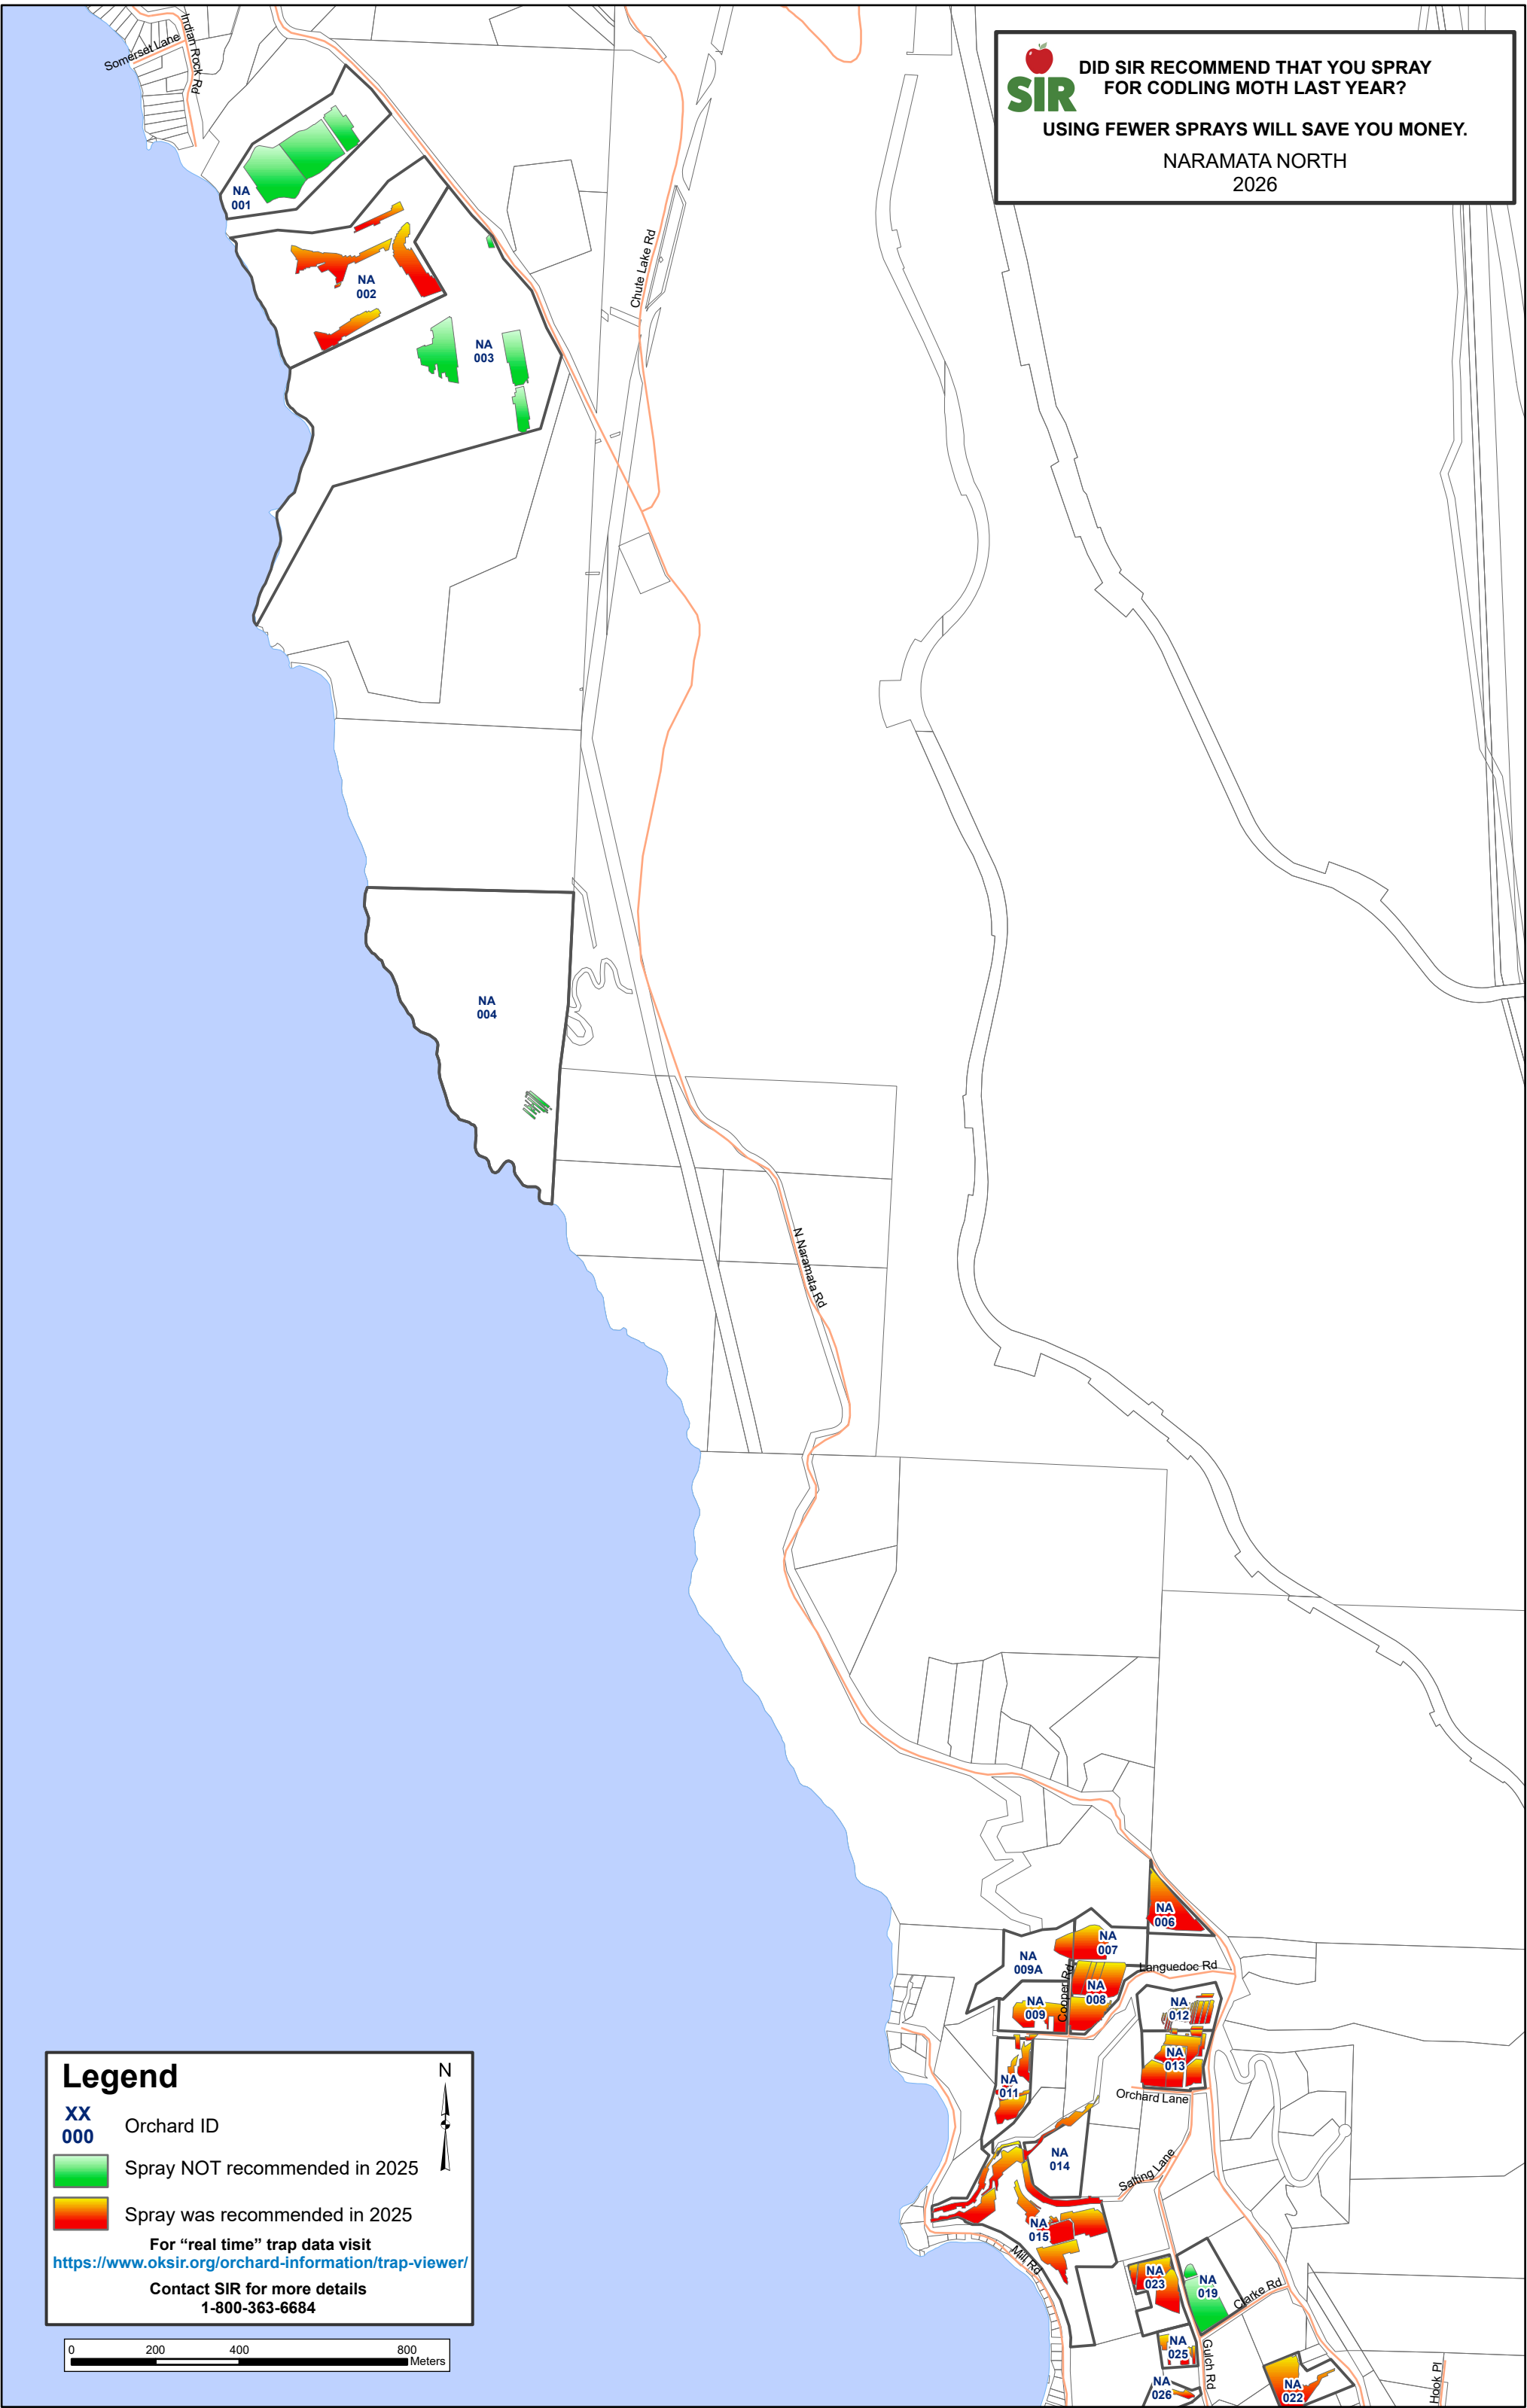 SIR
DID SIR RECOMMEND THAT YOU SPRAY
FOR CODLING MOTH LAST YEAR?
USING FEWER SPRAYS WILL SAVE YOU MONEY.
NARAMATA NORTH
2026
Somerset Lane
Indian Rock Rd
NA
001
NA
002
NA
003
Chute Lake Rd
NA
004
N Naramata Rd
NA
006
NA
007
NA
009A
Languedoc Rd
Cooper Rd
NA
008
NA
009
NA
012
NA
013
NA
011
Orchard Lane
NA
014
Salting Lane
NA
015
Mill Rd
NA
023
NA
019
Clarke Rd
NA
025
Gulch Rd
NA
026
NA
022
Hook Pl
Legend
N
XX
000
Orchard ID
Spray NOT recommended in 2025
Spray was recommended in 2025
For “real time” trap data visit
https://www.oksir.org/orchard-information/trap-viewer/
Contact SIR for more details
1-800-363-6684
0 200 400 800
Meters